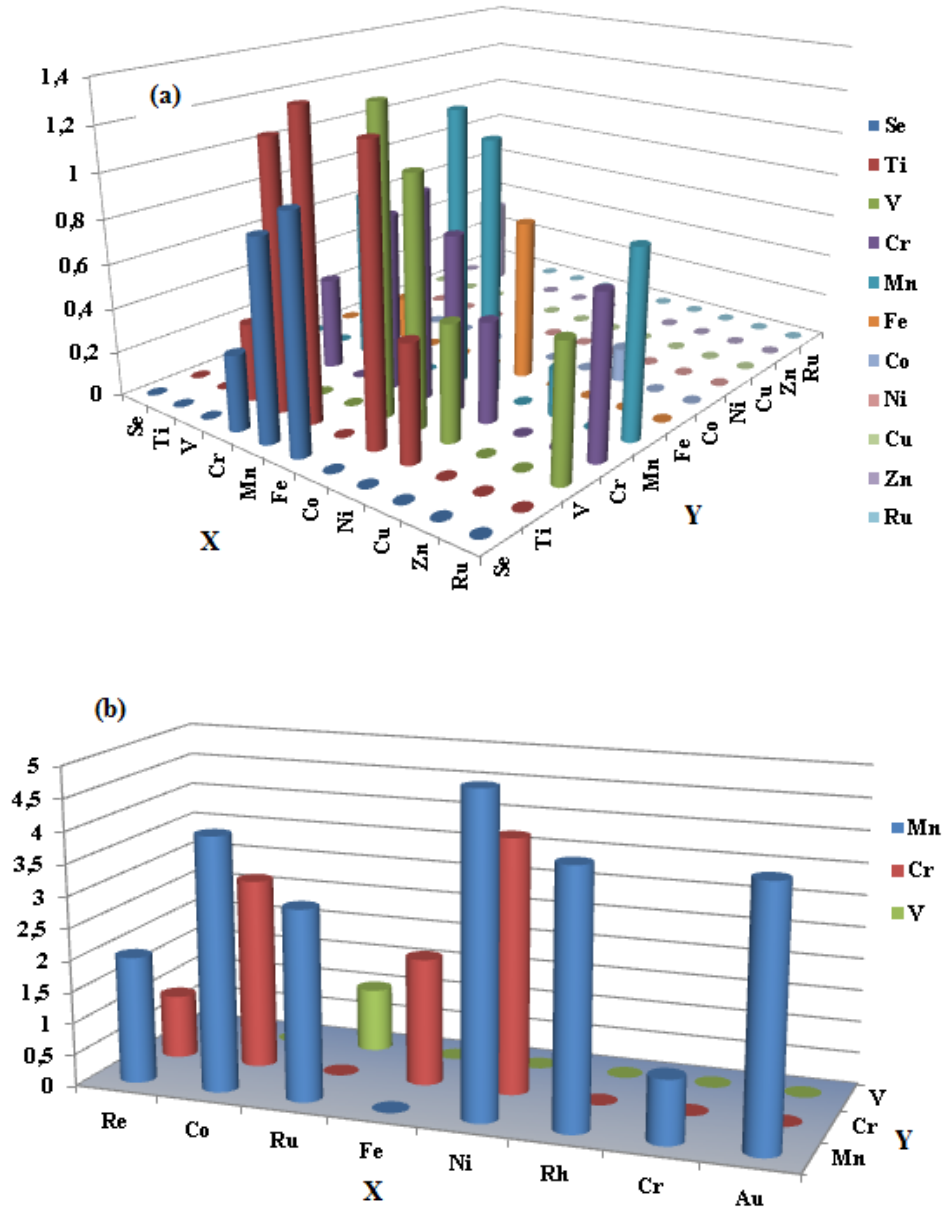 (a)
1,4
1,2
1
0,8
0,6
0,4
0,2
0
Se
Ti
V
Cr
Mn
Fe
Co
Ni
Cu
Zn
Ru
X
Se
Ti
V
Cr
Mn
Fe
Co
Ni
Cu
Zn
Ru
Y
Se
Ti
V
Cr
Mn
Fe
Co
Ni
Cu
Zn
Ru
(b)
5
4,5
4
3,5
3
2,5
2
1,5
1
0,5
0
Re
Co
Ru
Fe
Ni
Rh
Cr
Au
X
V
Cr
Mn
Y
Mn
Cr
V